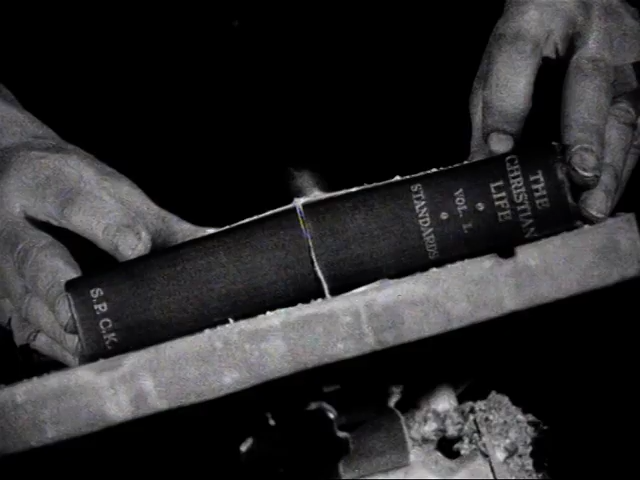 THE
CHRISTIAN
LIFE
VOL. I.
STANDARDS
S.P.C.K.